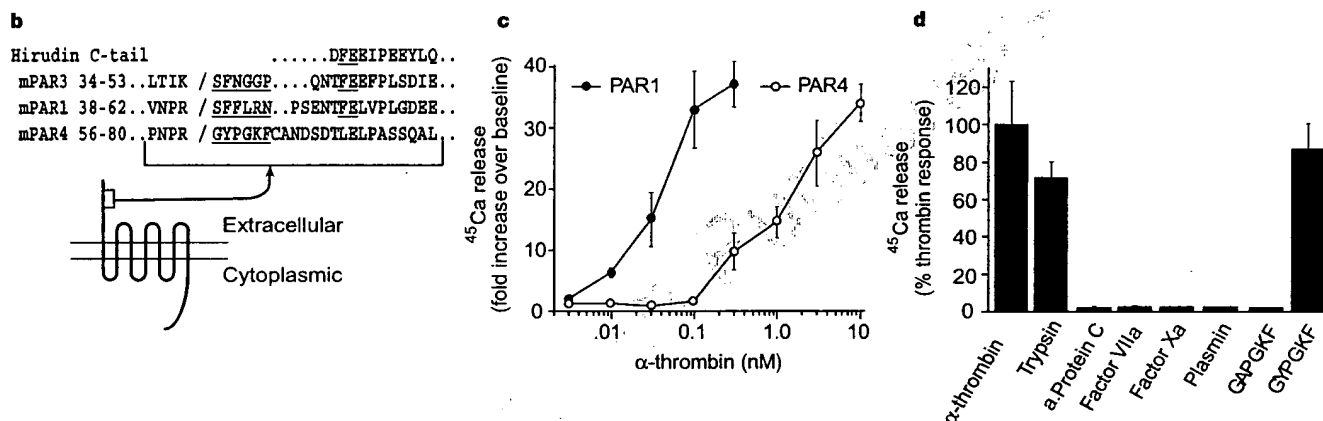 b
Hirudin C-tail ......DFEEIPEEYLQ..
mPAR3 34-53..LTIK / SFNGGP....QNTFEEFPLSDIE..
mPAR1 38-62..VNPR / SFFLRN..PSENTFELVPLGDEE..
mPAR4 56-80..PNPR / GYPGKFCANDSDTLELPASSQAL..
Extracellular
Cytoplasmic
c
40
30
20
10
0
PAR1
PAR4
45Ca release
(fold increase over baseline)
.01
0.1
1.0
10
α-thrombin (nM)
d
120
100
80
60
40
20
0
45Ca release
(% thrombin response)
α-thrombin
Trypsin
a.Protein C
Factor VIIa
Factor Xa
Plasmin
GAPGKF
GYPGKF